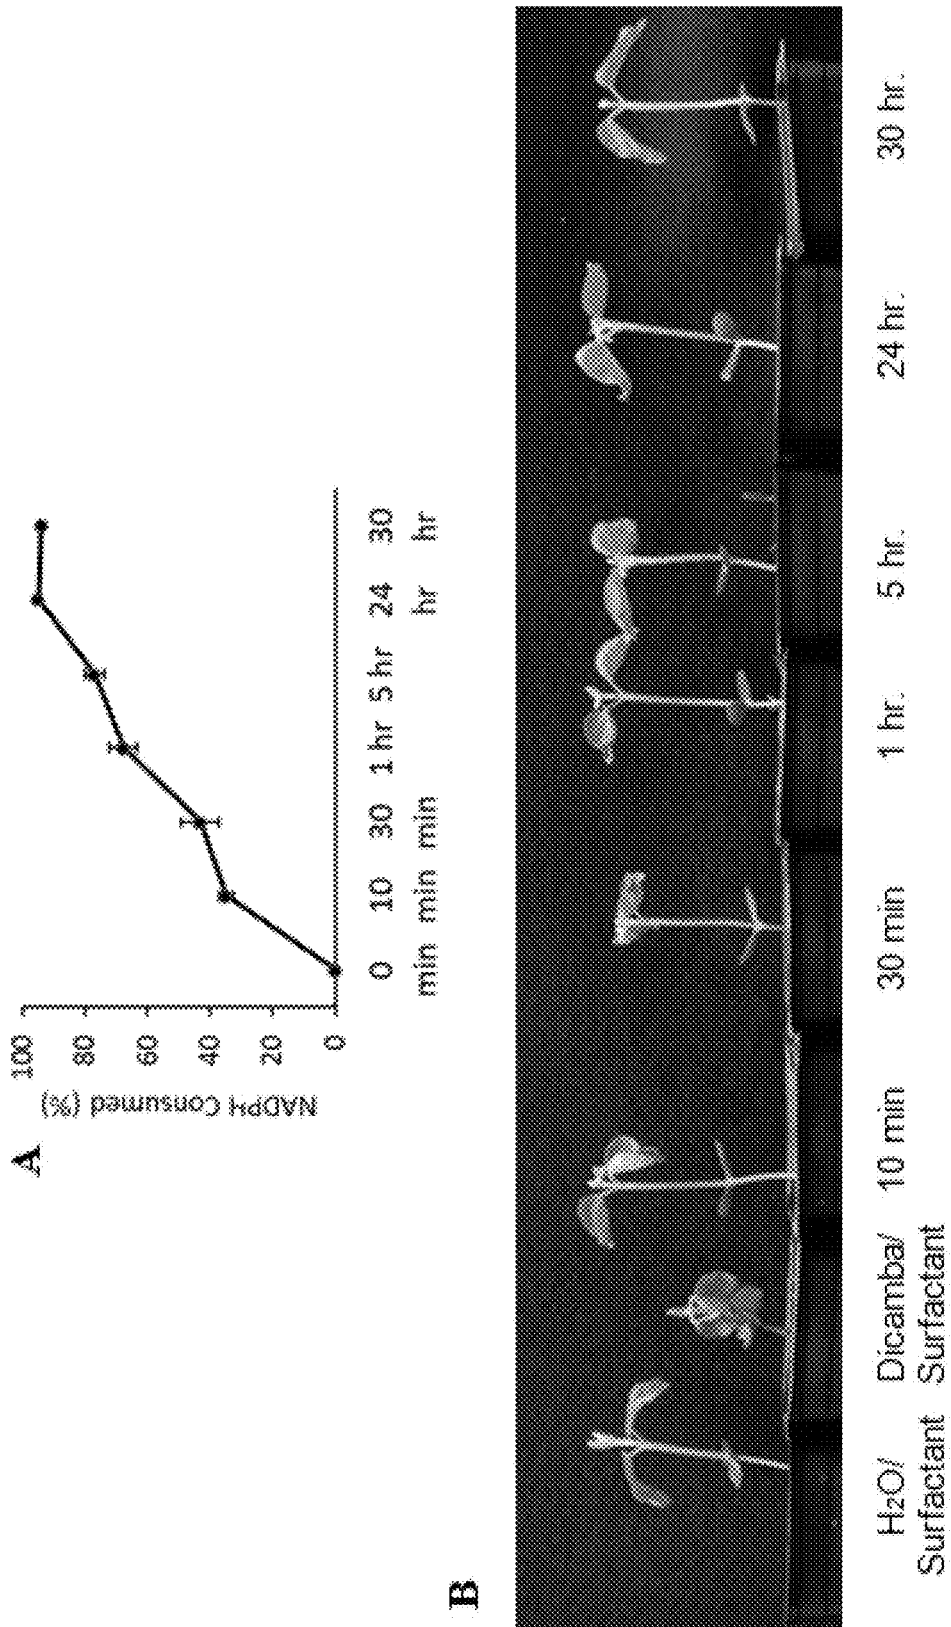 A
NADPH Consumed (%)
100
80
60
40
20
0
0 10 30 1 hr 5 hr 24 30
min min min hr hr
B
H₂O/ Dicamba/ 10 min 30 min 1 hr. 5 hr. 24 hr. 30 hr.
Surfactant Surfactant